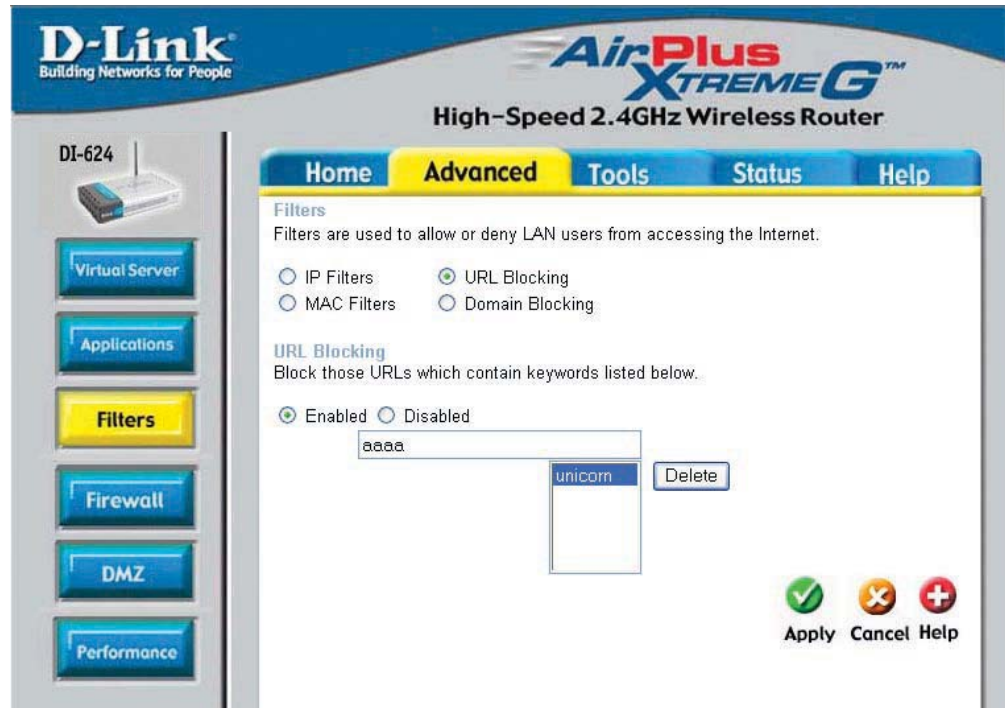 D-Link
Building Networks for People
AirPlus
XTREME G™
High-Speed 2.4GHz Wireless Router
DI-624
Home Advanced Tools Status Help
Virtual Server
Applications
Filters
Firewall
DMZ
Performance
Filters
Filters are used to allow or deny LAN users from accessing the Internet.
IP Filters URL Blocking
MAC Filters Domain Blocking
URL Blocking
Block those URLs which contain keywords listed below.
Enabled Disabled
aaaa
unicorn Delete
Apply Cancel Help